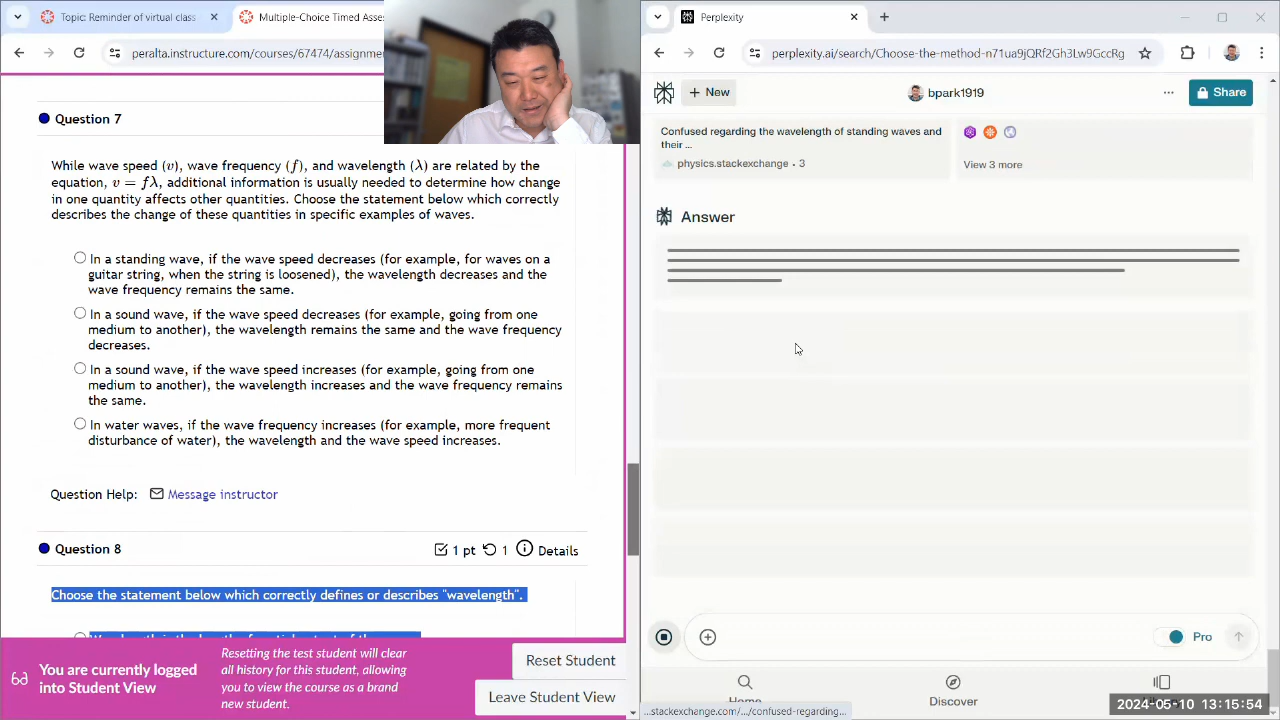 Topic: Reminder of virtual class
Multiple-Choice Timed Asse
peralta.instructure.com/courses/67474/assignme
Question 7
While wave speed (v), wave frequency (f), and wavelength (λ) are related by the
equation, v = fλ, additional information is usually needed to determine how change
in one quantity affects other quantities. Choose the statement below which correctly
describes the change of these quantities in specific examples of waves.
In a standing wave, if the wave speed decreases (for example, for waves on a
guitar string, when the string is loosened), the wavelength decreases and the
wave frequency remains the same.
In a sound wave, if the wave speed decreases (for example, going from one
medium to another), the wavelength remains the same and the wave frequency
decreases.
In a sound wave, if the wave speed increases (for example, going from one
medium to another), the wavelength increases and the wave frequency remains
the same.
In water waves, if the wave frequency increases (for example, more frequent
disturbance of water), the wavelength and the wave speed increases.
Question Help: Message instructor
Question 8
1 pt 1 Details
Choose the statement below which correctly defines or describes "wavelength".
You are currently logged
into Student View
Resetting the test student will clear
all history for this student, allowing
you to view the course as a brand
new student.
Reset Student
Leave Student View
Perplexity
perplexity.ai/search/Choose-the-method-n71ua9jQRf2Gh3LW9GccRg
New
bpark1919
Share
Confused regarding the wavelength of standing waves and
their ...
physics.stackexchange • 3
View 3 more
Answer
Pro
Home
Discover
...stackexchange.com/.../confused-regarding...
2024-05-10 13:15:54